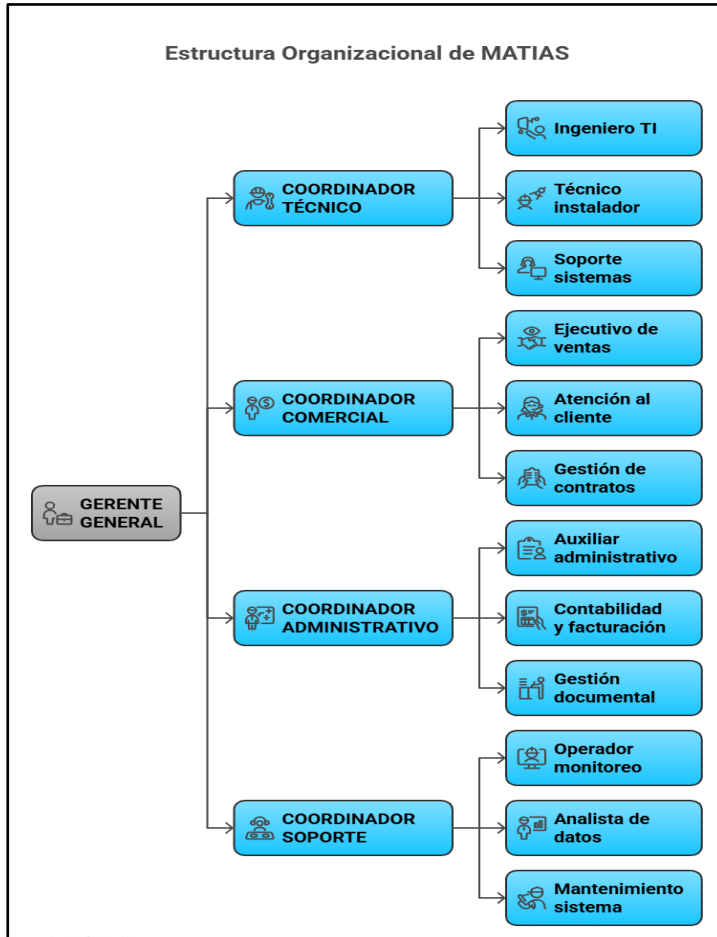 Estructura Organizacional de MATIAS
GERENTE
GENERAL
COORDINADOR
TÉCNICO
Ingeniero TI
Técnico
instalador
Soporte
sistemas
COORDINADOR
COMERCIAL
Ejecutivo de
ventas
Atención al
cliente
Gestión de
contratos
COORDINADOR
ADMINISTRATIVO
Auxiliar
administrativo
Contabilidad
y facturación
Gestión
documental
COORDINADOR
SOPORTE
Operador
monitoreo
Analista de
datos
Mantenimiento
sistema